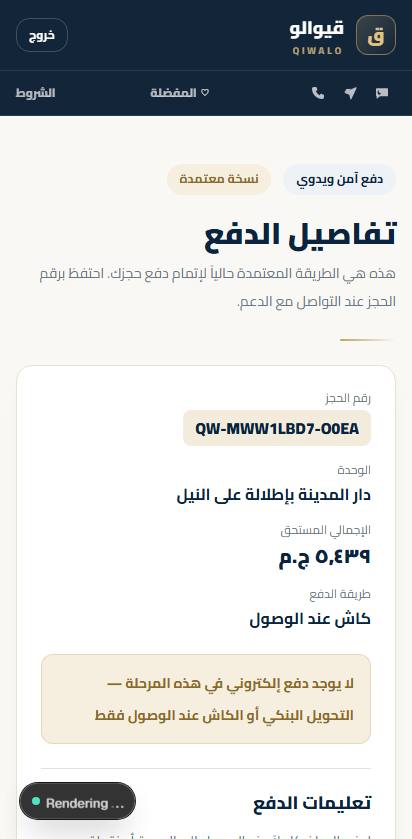 قيوالو
QIWALO
ق
خروج
المفضلة
الشروط
دفع آمن ويدوي
نسخة معتمدة
تفاصيل الدفع
هذه هي الطريقة المعتمدة حالياً لإتمام دفع حجزك. احتفظ برقم
الحجز عند التواصل مع الدعم.
رقم الحجز
QW-MWW1LBD7-O0EA
الوحدة
دار المدينة بإطلالة على النيل
الإجمالي المستحق
٥,٤٣٩ ج.م
طريقة الدفع
كاش عند الوصول
لا يوجد دفع إلكتروني في هذه المرحلة —
التحويل البنكي أو الكاش عند الوصول فقط
تعليمات الدفع
Rendering ...